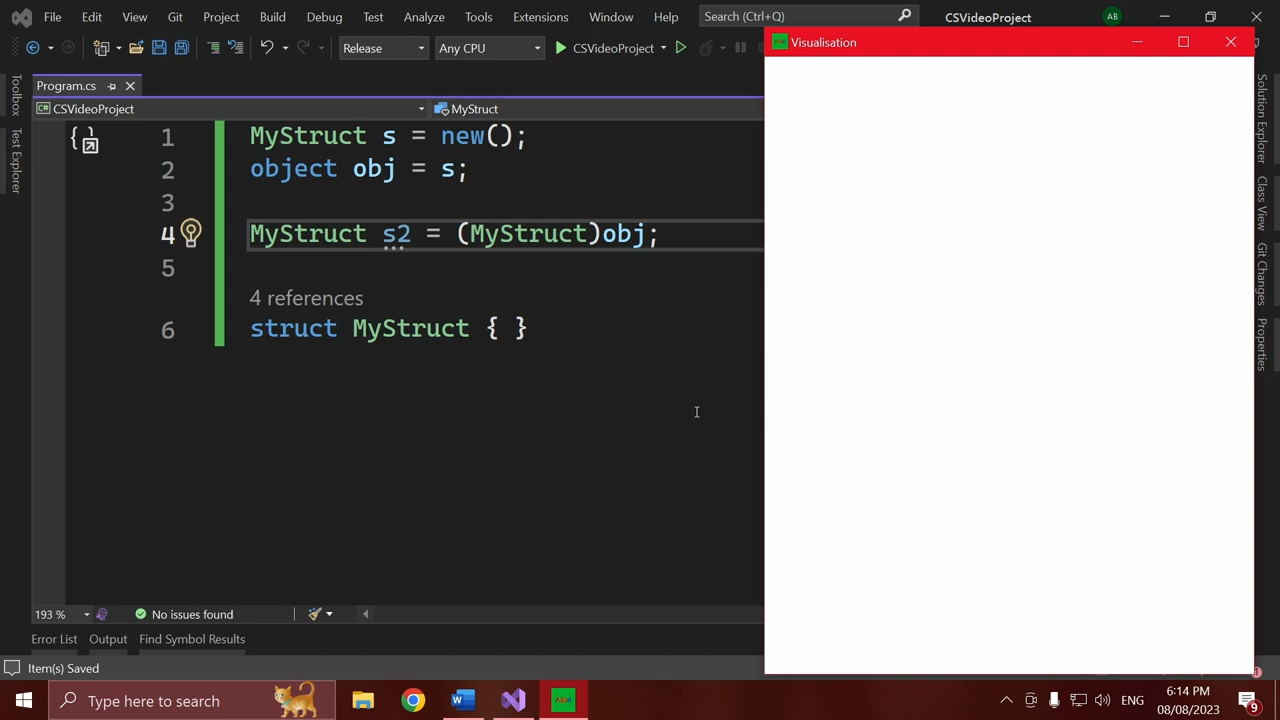 File Edit View Git Project Build Debug Test Analyze Tools Extensions Window Help Search (Ctrl+Q) CSVideoProject AB
Release Any CPU CSVideoProject
Visualisation
Toolbox
Test Explorer
Program.cs
CSVideoProject MyStruct
1 MyStruct s = new();
2 object obj = s;
3
4 MyStruct s2 = (MyStruct)obj;
5
4 references
6 struct MyStruct { }
Solution Explorer
Class View
Git Changes
Properties
193 % No issues found
Error List Output Find Symbol Results
Item(s) Saved 1
Type here to search ENG 6:14 PM
08/08/2023 9